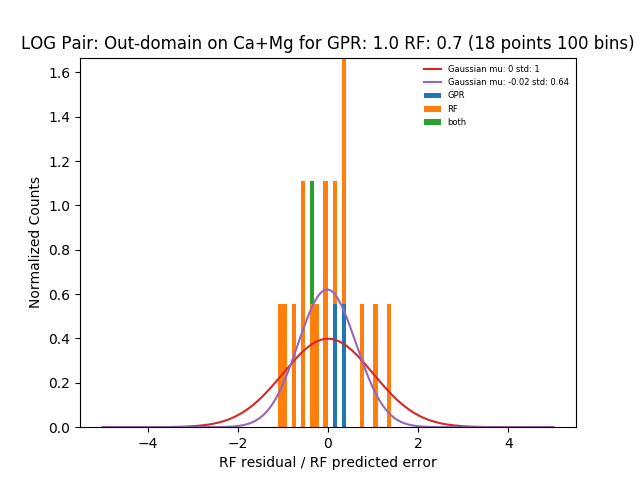 LOG Pair: Out-domain on Ca+Mg for GPR: 1.0 RF: 0.7 (18 points 100 bins)
Gaussian mu: 0 std: 1
Gaussian mu: -0.02 std: 0.64
GPR
RF
both
Normalized Counts
1.6
1.4
1.2
1.0
0.8
0.6
0.4
0.2
0.0
−4 −2 0 2 4
RF residual / RF predicted error